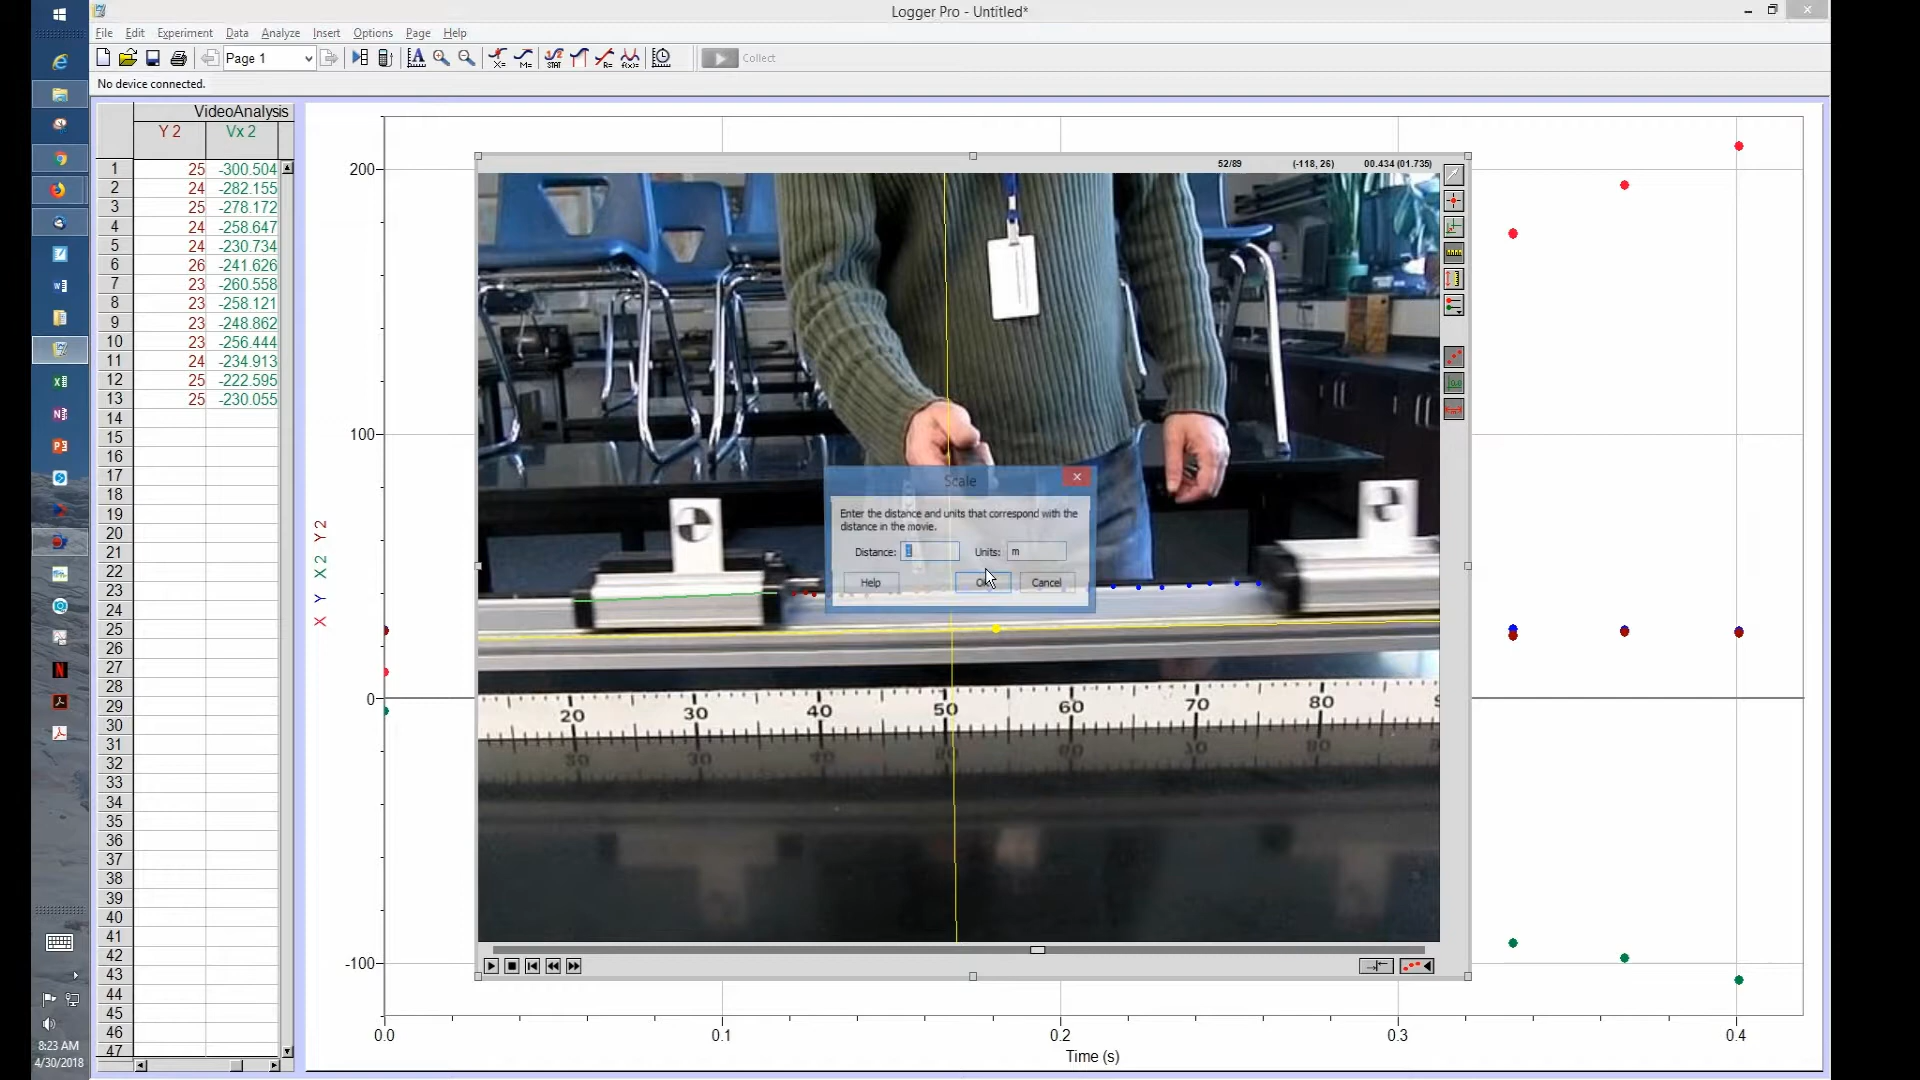 Logger Pro - Untitled*
File Edit Experiment Data Analyze Insert Options Page Help
Page 1
Collect
No device connected.
VideoAnalysis
Y 2 Vx 2
1 25 -300.504
2 24 -282.155
3 25 -278.172
4 24 -258.647
5 24 -230.734
6 26 -241.626
7 23 -260.558
8 23 -258.121
9 23 -248.862
10 23 -256.444
11 24 -234.913
12 25 -222.595
13 25 -230.055
14
15
16
17
18
19
20
21
22
23
24
25
26
27
28
29
30
31
32
33
34
35
36
37
38
39
40
41
42
43
44
45
46
47
X Y X2 Y2
200
100
0
-100
52/89 (-118, 26) 00.434 (01.735)
Scale
Enter the distance and units that correspond with the
distance in the movie.
Distance: Units: m
Help Cancel
20 30 40 50 60 70 80
0.0 0.1 0.2 0.3 0.4
Time (s)
8:23 AM
4/30/2018